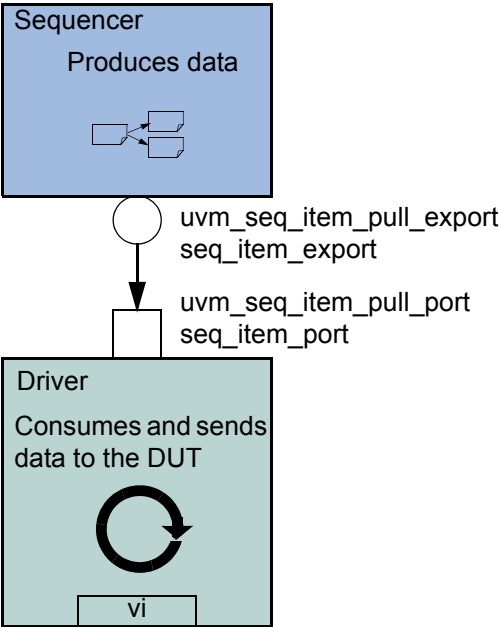 Sequencer
Produces data
uvm_seq_item_pull_export
seq_item_export
uvm_seq_item_pull_port
seq_item_port
Driver
Consumes and sends
data to the DUT
vi